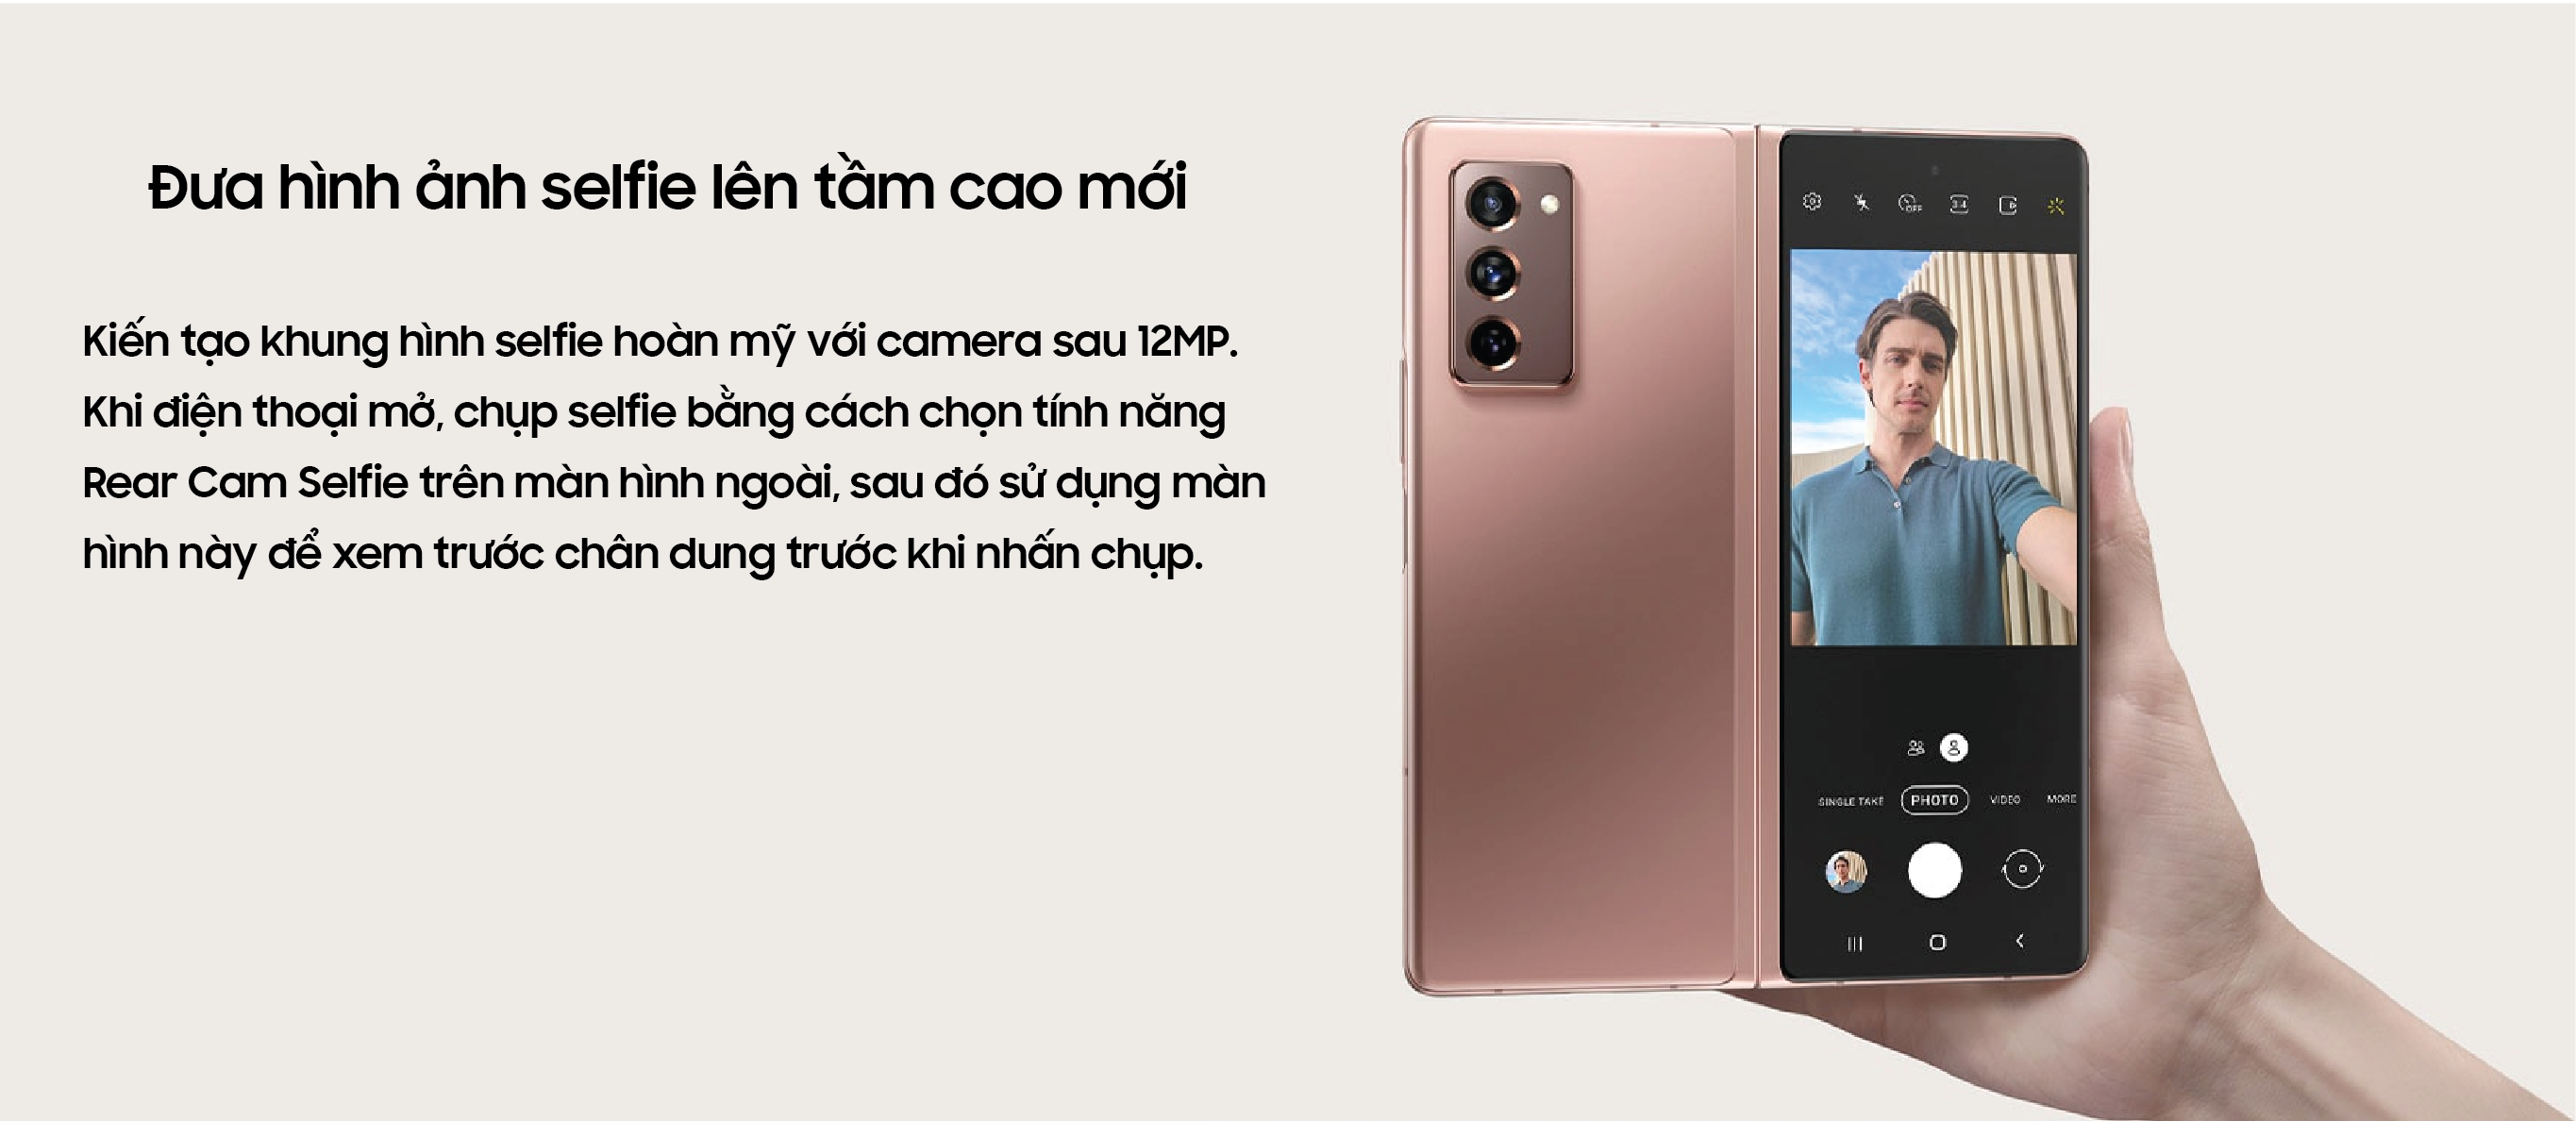 Đưa hình ảnh selfie lên tầm cao mới
Kiến tạo khung hình selfie hoàn mỹ với camera sau 12MP.
Khi điện thoại mở, chụp selfie bằng cách chọn tính năng
Rear Cam Selfie trên màn hình ngoài, sau đó sử dụng màn
hình này để xem trước chân dung trước khi nhấn chụp.
OFF
3:4
SINGLE TAKE PHOTO VIDEO MORE